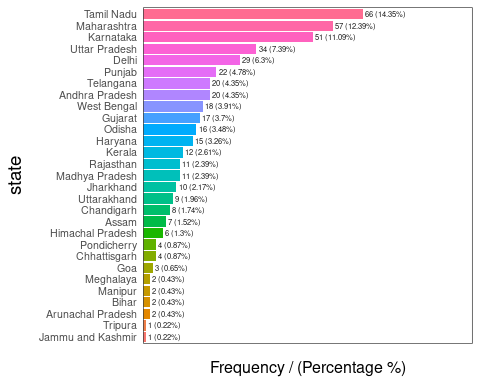 Tamil Nadu 66 (14.35%)
Maharashtra 57 (12.39%)
Karnataka 51 (11.09%)
Uttar Pradesh 34 (7.39%)
Delhi 29 (6.3%)
Punjab 22 (4.78%)
Telangana 20 (4.35%)
Andhra Pradesh 20 (4.35%)
West Bengal 18 (3.91%)
Gujarat 17 (3.7%)
Odisha 16 (3.48%)
Haryana 15 (3.26%)
Kerala 12 (2.61%)
Rajasthan 11 (2.39%)
Madhya Pradesh 11 (2.39%)
Jharkhand 10 (2.17%)
Uttarakhand 9 (1.96%)
Chandigarh 8 (1.74%)
Assam 7 (1.52%)
Himachal Pradesh 6 (1.3%)
Pondicherry 4 (0.87%)
Chhattisgarh 4 (0.87%)
Goa 3 (0.65%)
Meghalaya 2 (0.43%)
Manipur 2 (0.43%)
Bihar 2 (0.43%)
Arunachal Pradesh 2 (0.43%)
Tripura 1 (0.22%)
Jammu and Kashmir 1 (0.22%)
state
Frequency / (Percentage %)